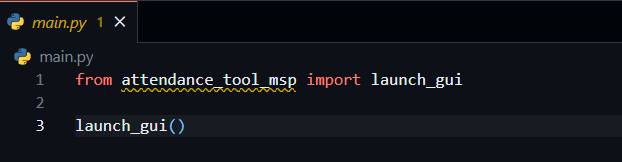 main.py 1 ×
main.py
1 from attendance_tool_msp import launch_gui
2
3 launch_gui()